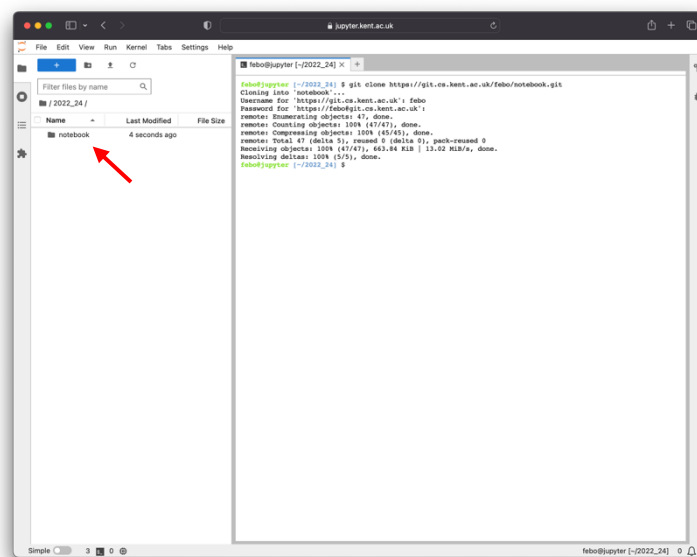 jupyter.kent.ac.uk
File Edit View Run Kernel Tabs Settings Help
+
Filter files by name
/ 2022_24 /
Name Last Modified File Size
notebook 4 seconds ago
febo@jupyter [~/2022_24] × +
febo@jupyter [~/2022_24] $ git clone https://git.cs.kent.ac.uk/febo/notebook.git
Cloning into 'notebook'...
Username for 'https://git.cs.kent.ac.uk': febo
Password for 'https://febo@git.cs.kent.ac.uk':
remote: Enumerating objects: 47, done.
remote: Counting objects: 100% (47/47), done.
remote: Compressing objects: 100% (45/45), done.
remote: Total 47 (delta 5), reused 0 (delta 0), pack-reused 0
Receiving objects: 100% (47/47), 663.84 KiB | 13.02 MiB/s, done.
Resolving deltas: 100% (5/5), done.
febo@jupyter [~/2022_24] $
Simple 3 0 febo@jupyter [~/2022_24] 0